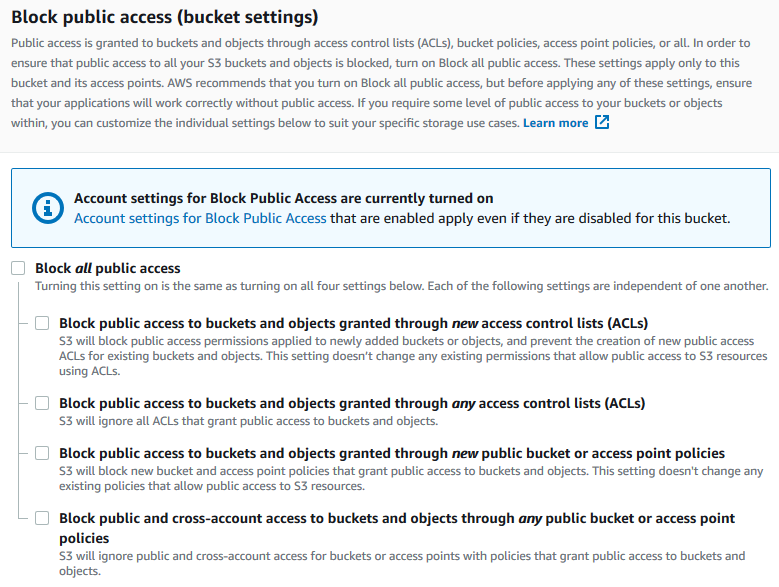 Block public access (bucket settings)
Public access is granted to buckets and objects through access control lists (ACLs), bucket policies, access point policies, or all. In order to
ensure that public access to all your S3 buckets and objects is blocked, turn on Block all public access. These settings apply only to this
bucket and its access points. AWS recommends that you turn on Block all public access, but before applying any of these settings, ensure
that your applications will work correctly without public access. If you require some level of public access to your buckets or objects
within, you can customize the individual settings below to suit your specific storage use cases. Learn more
Account settings for Block Public Access are currently turned on
Account settings for Block Public Access that are enabled apply even if they are disabled for this bucket.
Block all public access
Turning this setting on is the same as turning on all four settings below. Each of the following settings are independent of one another.
Block public access to buckets and objects granted through new access control lists (ACLs)
S3 will block public access permissions applied to newly added buckets or objects, and prevent the creation of new public access
ACLs for existing buckets and objects. This setting doesn't change any existing permissions that allow public access to S3 resources
using ACLs.
Block public access to buckets and objects granted through any access control lists (ACLs)
S3 will ignore all ACLs that grant public access to buckets and objects.
Block public access to buckets and objects granted through new public bucket or access point policies
S3 will block new bucket and access point policies that grant public access to buckets and objects. This setting doesn't change any
existing policies that allow public access to S3 resources.
Block public and cross-account access to buckets and objects through any public bucket or access point
policies
S3 will ignore public and cross-account access for buckets or access points with policies that grant public access to buckets and
objects.